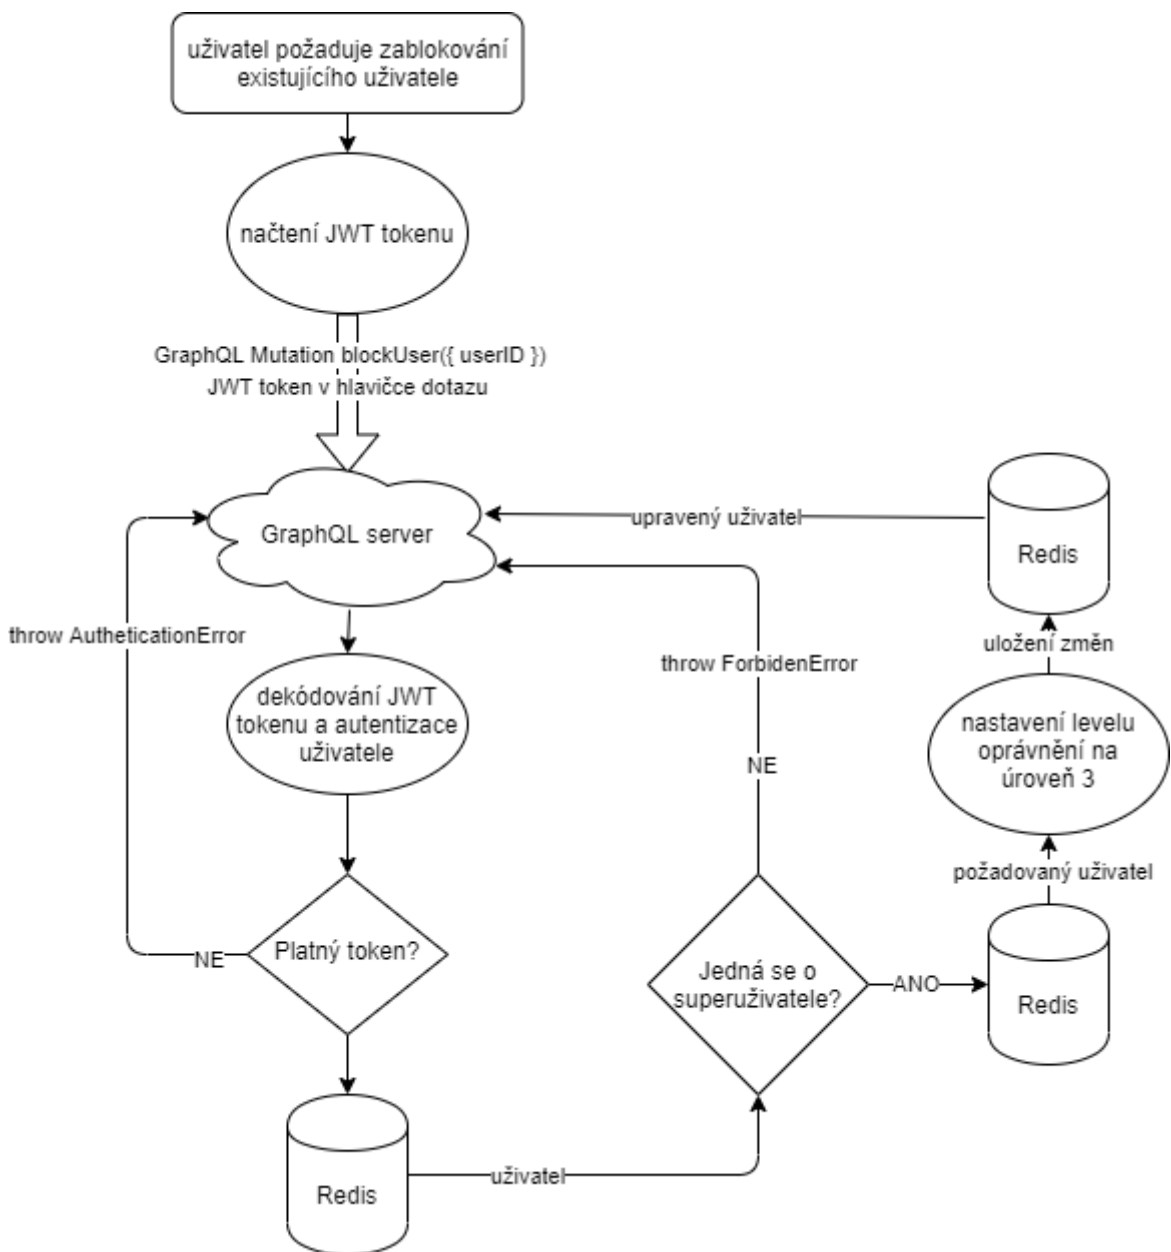 uživatel požaduje zablokování
existujícího uživatele
načtení JWT tokenu
GraphQL Mutation blockUser({ userID })
JWT token v hlavičce dotazu
GraphQL server
upravený uživatel
Redis
throw AutheticationError
throw ForbidenError
uložení změn
dekódování JWT
tokenu a autentizace
uživatele
nastavení levelu
oprávnění na
úroveň 3
NE
požadovaný uživatel
Platný token?
NE
Jedná se o
superuživatele?
ANO
Redis
uživatel
Redis